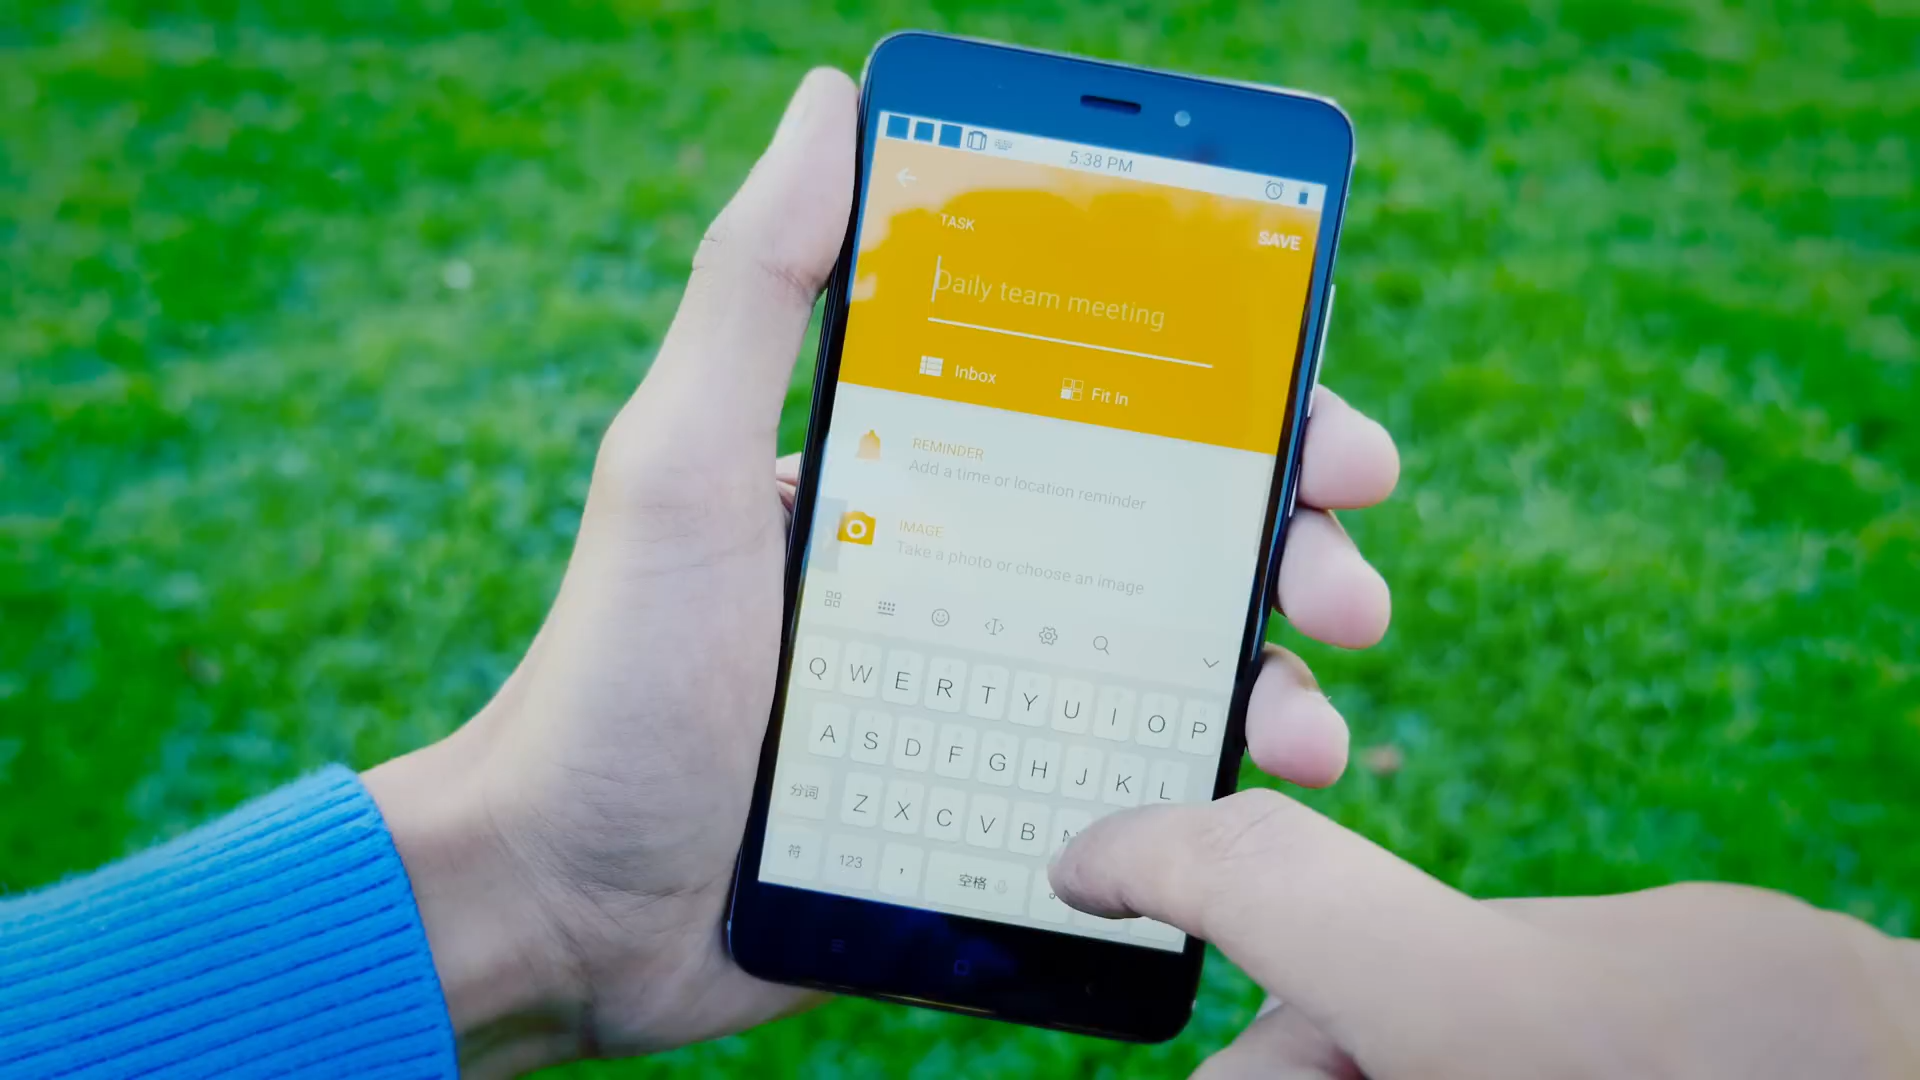 5:38 PM
TASK
SAVE
Daily team meeting
Inbox
Fit In
REMINDER
Add a time or location reminder
IMAGE
Take a photo or choose an image
Q W E R T Y U I O P
A S D F G H J K L
分词 Z X C V B N
符 123 , 空格 。